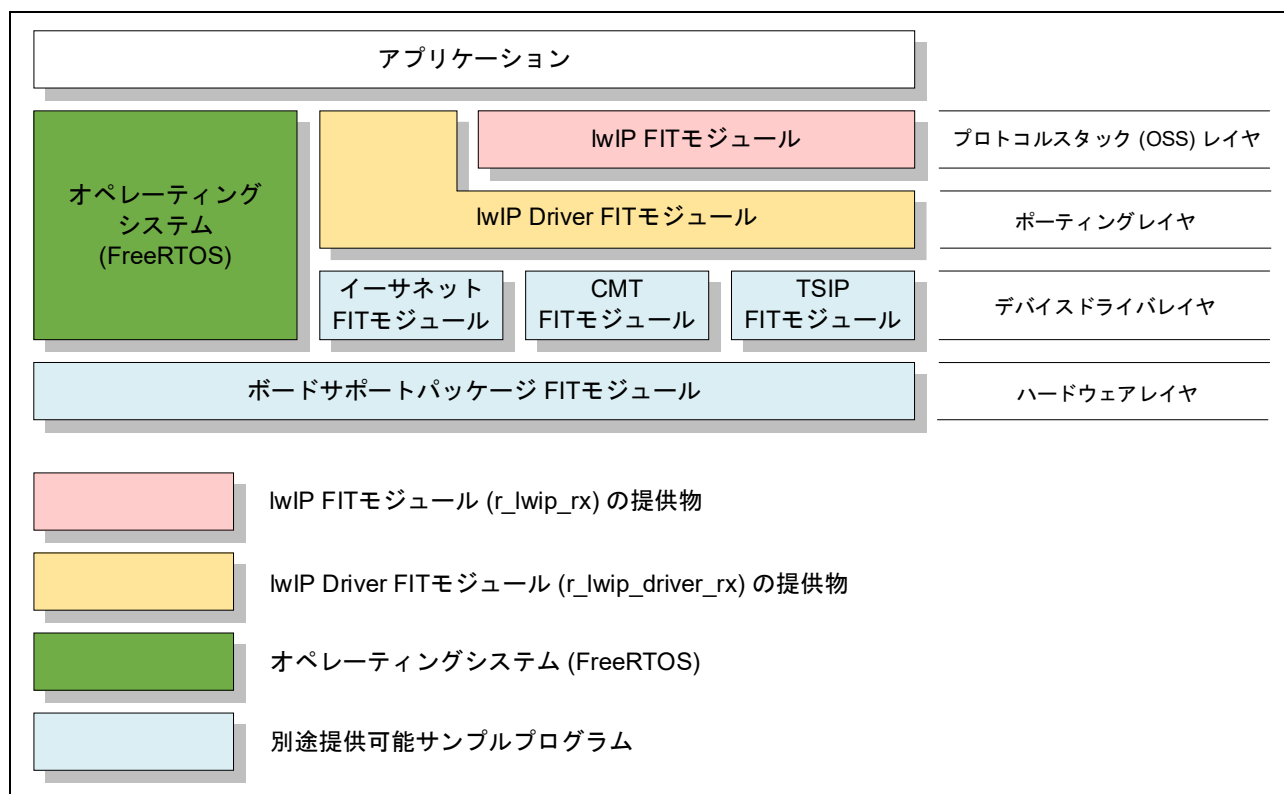 アプリケーション
オペレーティング
システム
(FreeRTOS)
lwIP FITモジュール
プロトコルスタック (OSS) レイヤ
lwIP Driver FITモジュール
ポーティングレイヤ
イーサネット
FITモジュール
CMT
FITモジュール
TSIP
FITモジュール
デバイスドライバレイヤ
ボードサポートパッケージ FITモジュール
ハードウェアレイヤ
lwIP FITモジュール (r_lwip_rx) の提供物
lwIP Driver FITモジュール (r_lwip_driver_rx) の提供物
オペレーティングシステム (FreeRTOS)
別途提供可能サンプルプログラム